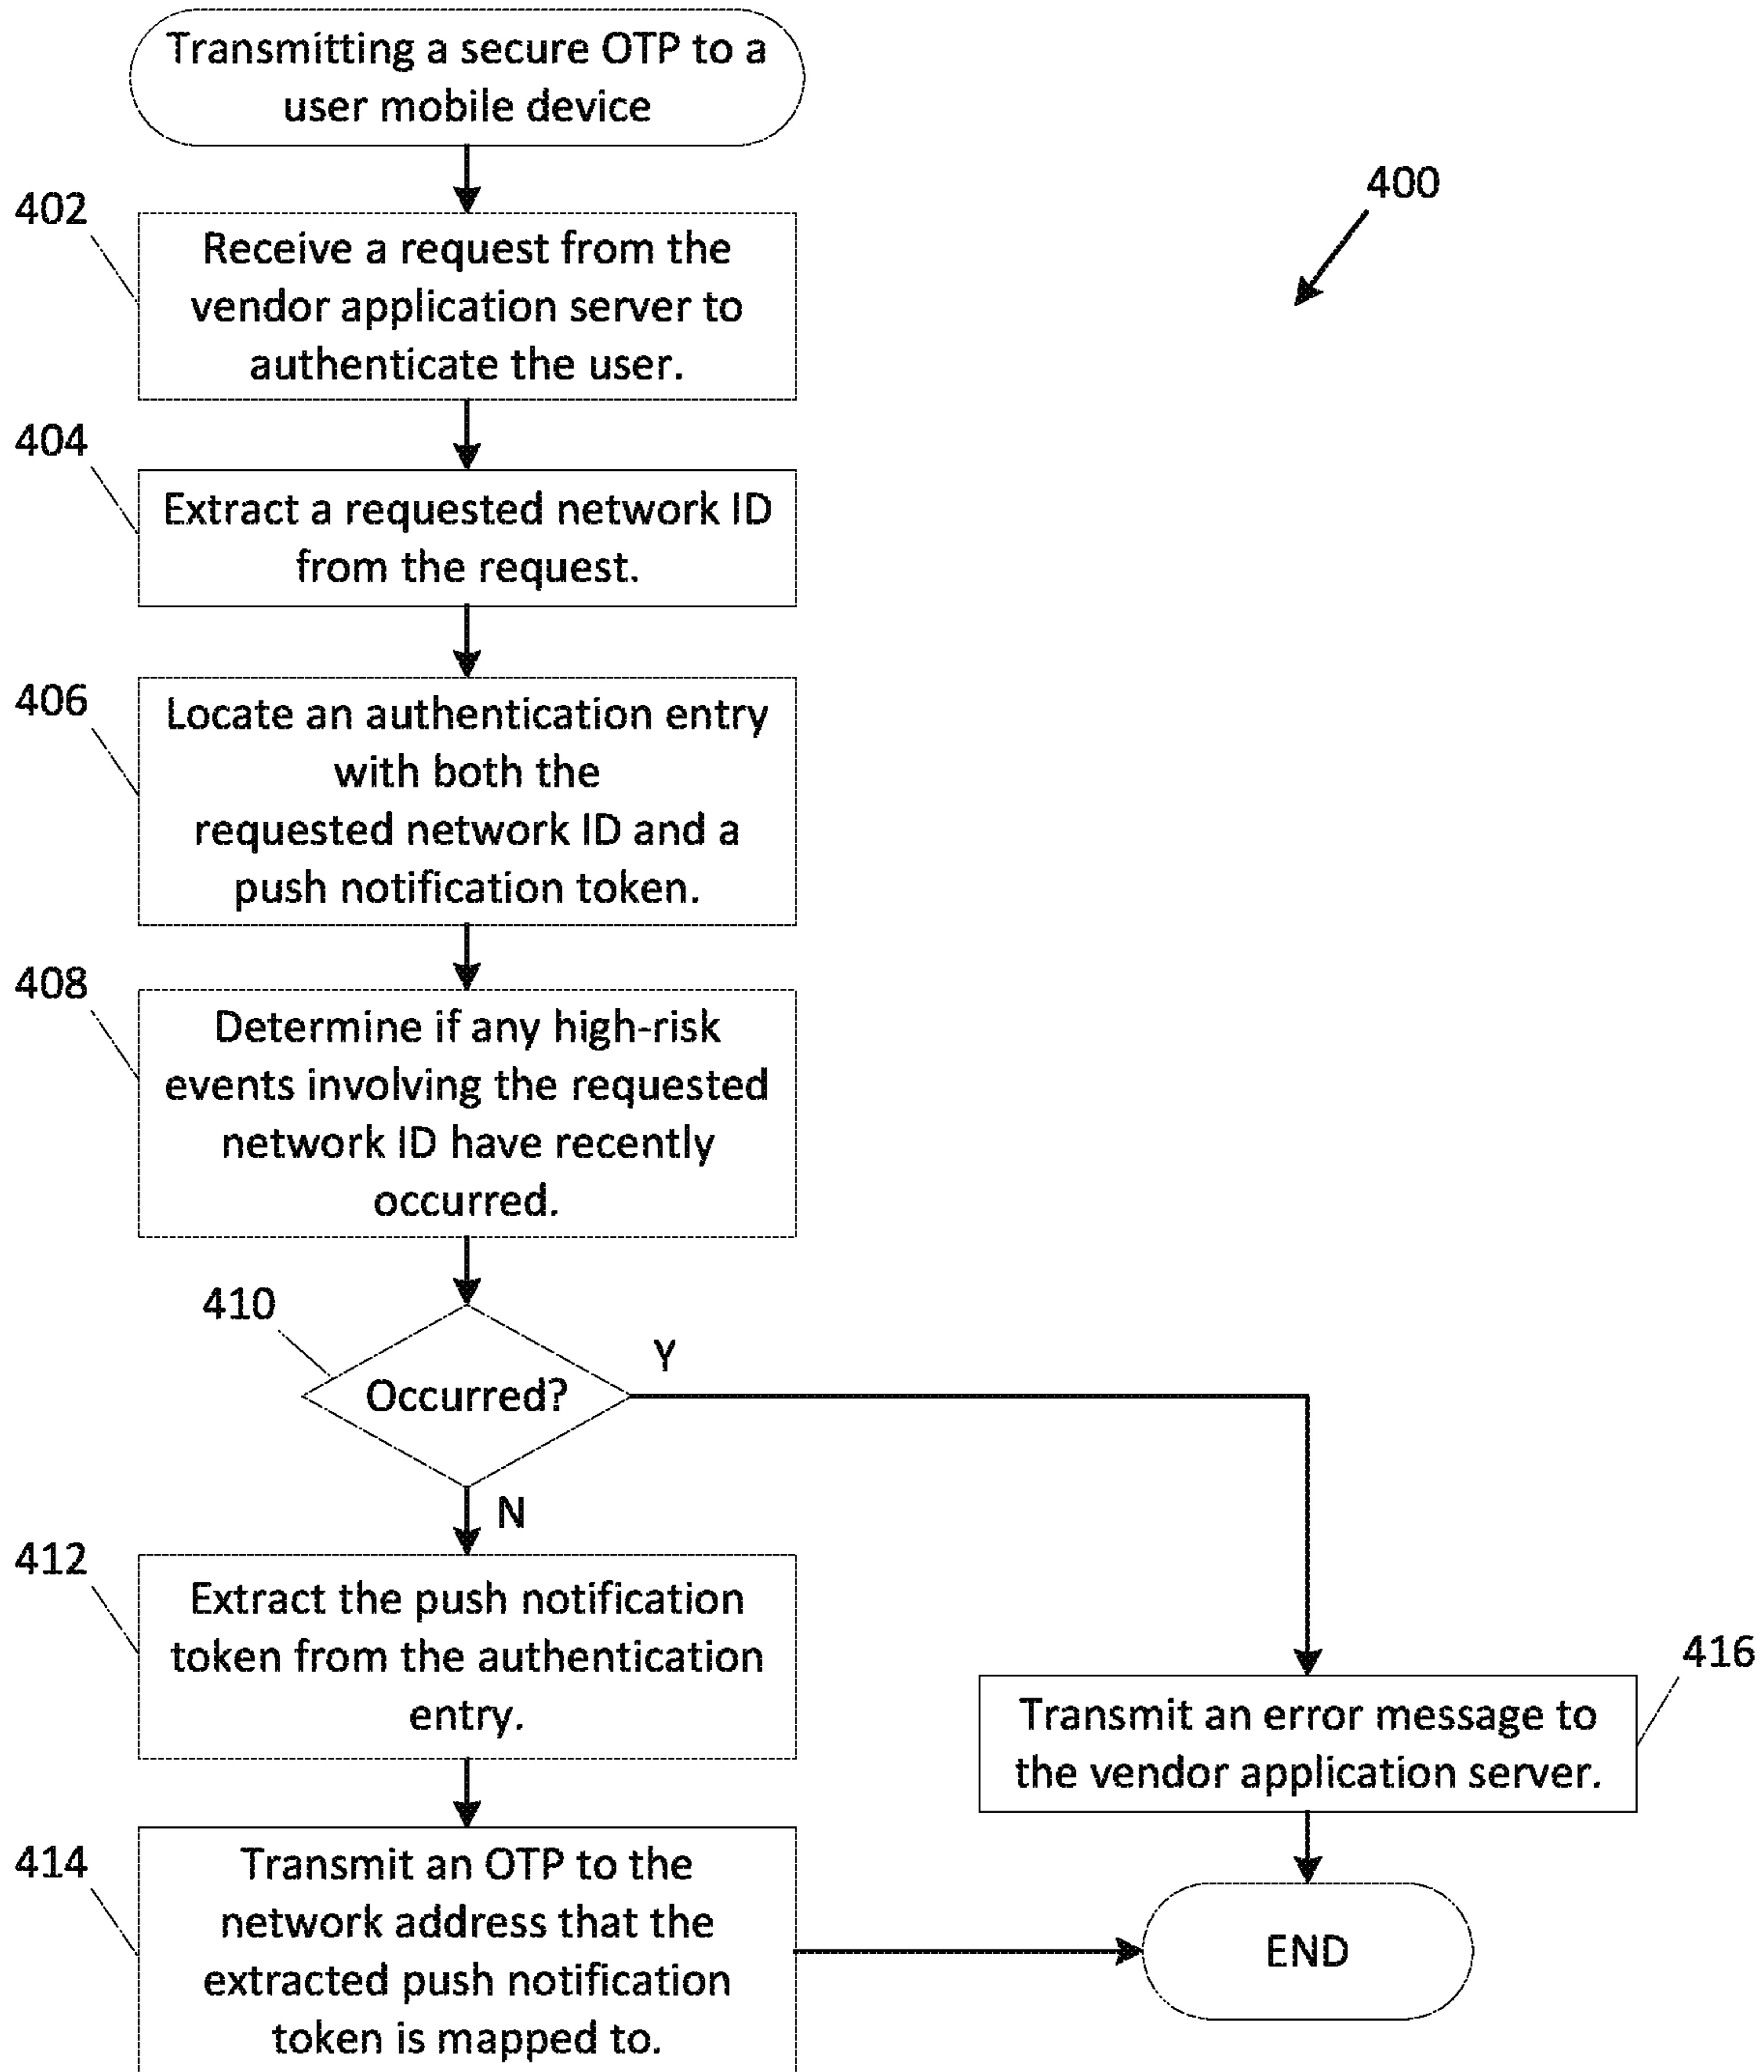 Transmitting a secure OTP to a
user mobile device
400
402
Receive a request from the
vendor application server to
authenticate the user.
404
Extract a requested network ID
from the request.
406
Locate an authentication entry
with both the
requested network ID and a
push notification token.
408
Determine if any high-risk
events involving the requested
network ID have recently
occurred.
410
Occurred?
Y
N
412
Extract the push notification
token from the authentication
entry.
416
Transmit an error message to
the vendor application server.
414
Transmit an OTP to the
network address that the
extracted push notification
token is mapped to.
END